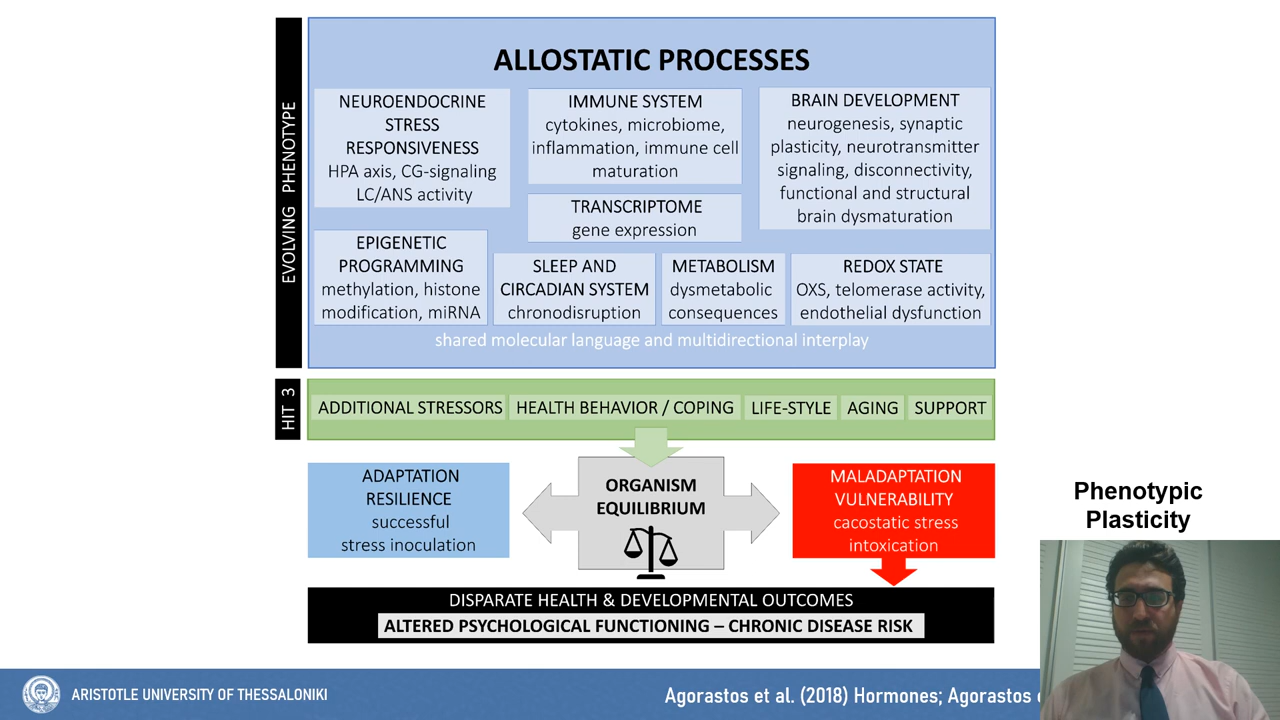 ALLOSTATIC PROCESSES
EVOLVING PHENOTYPE
NEUROENDOCRINE
STRESS
RESPONSIVENESS
HPA axis, CG-signaling
LC/ANS activity
IMMUNE SYSTEM
cytokines, microbiome,
inflammation, immune cell
maturation
BRAIN DEVELOPMENT
neurogenesis, synaptic
plasticity, neurotransmitter
signaling, disconnectivity,
functional and structural
brain dysmaturation
TRANSCRIPTOME
gene expression
EPIGENETIC
PROGRAMMING
methylation, histone
modification, miRNA
SLEEP AND
CIRCADIAN SYSTEM
chronodisruption
METABOLISM
dysmetabolic
consequences
REDOX STATE
OXS, telomerase activity,
endothelial dysfunction
shared molecular language and multidirectional interplay
HIT 3
ADDITIONAL STRESSORS
HEALTH BEHAVIOR / COPING
LIFE-STYLE
AGING
SUPPORT
ADAPTATION
RESILIENCE
successful
stress inoculation
ORGANISM
EQUILIBRIUM
MALADAPTATION
VULNERABILITY
cacostatic stress
intoxication
Phenotypic
Plasticity
DISPARATE HEALTH & DEVELOPMENTAL OUTCOMES
ALTERED PSYCHOLOGICAL FUNCTIONING – CHRONIC DISEASE RISK
ARISTOTLE UNIVERSITY OF THESSALONIKI
Agorastos et al. (2018) Hormones; Agorastos